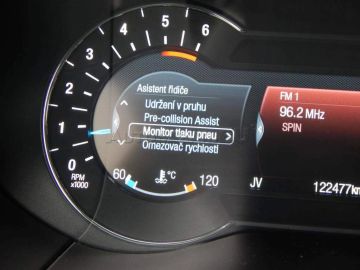 1
2
3
4
5
6
0
RPM
x1000
Asistent řidiče
Udržení v pruhu
Pre-collision Assist
Monitor tlaku pneu
Omezovač rychlosti
60
°C
120
FM 1
96.2 MHz
SPIN
JV
122477km